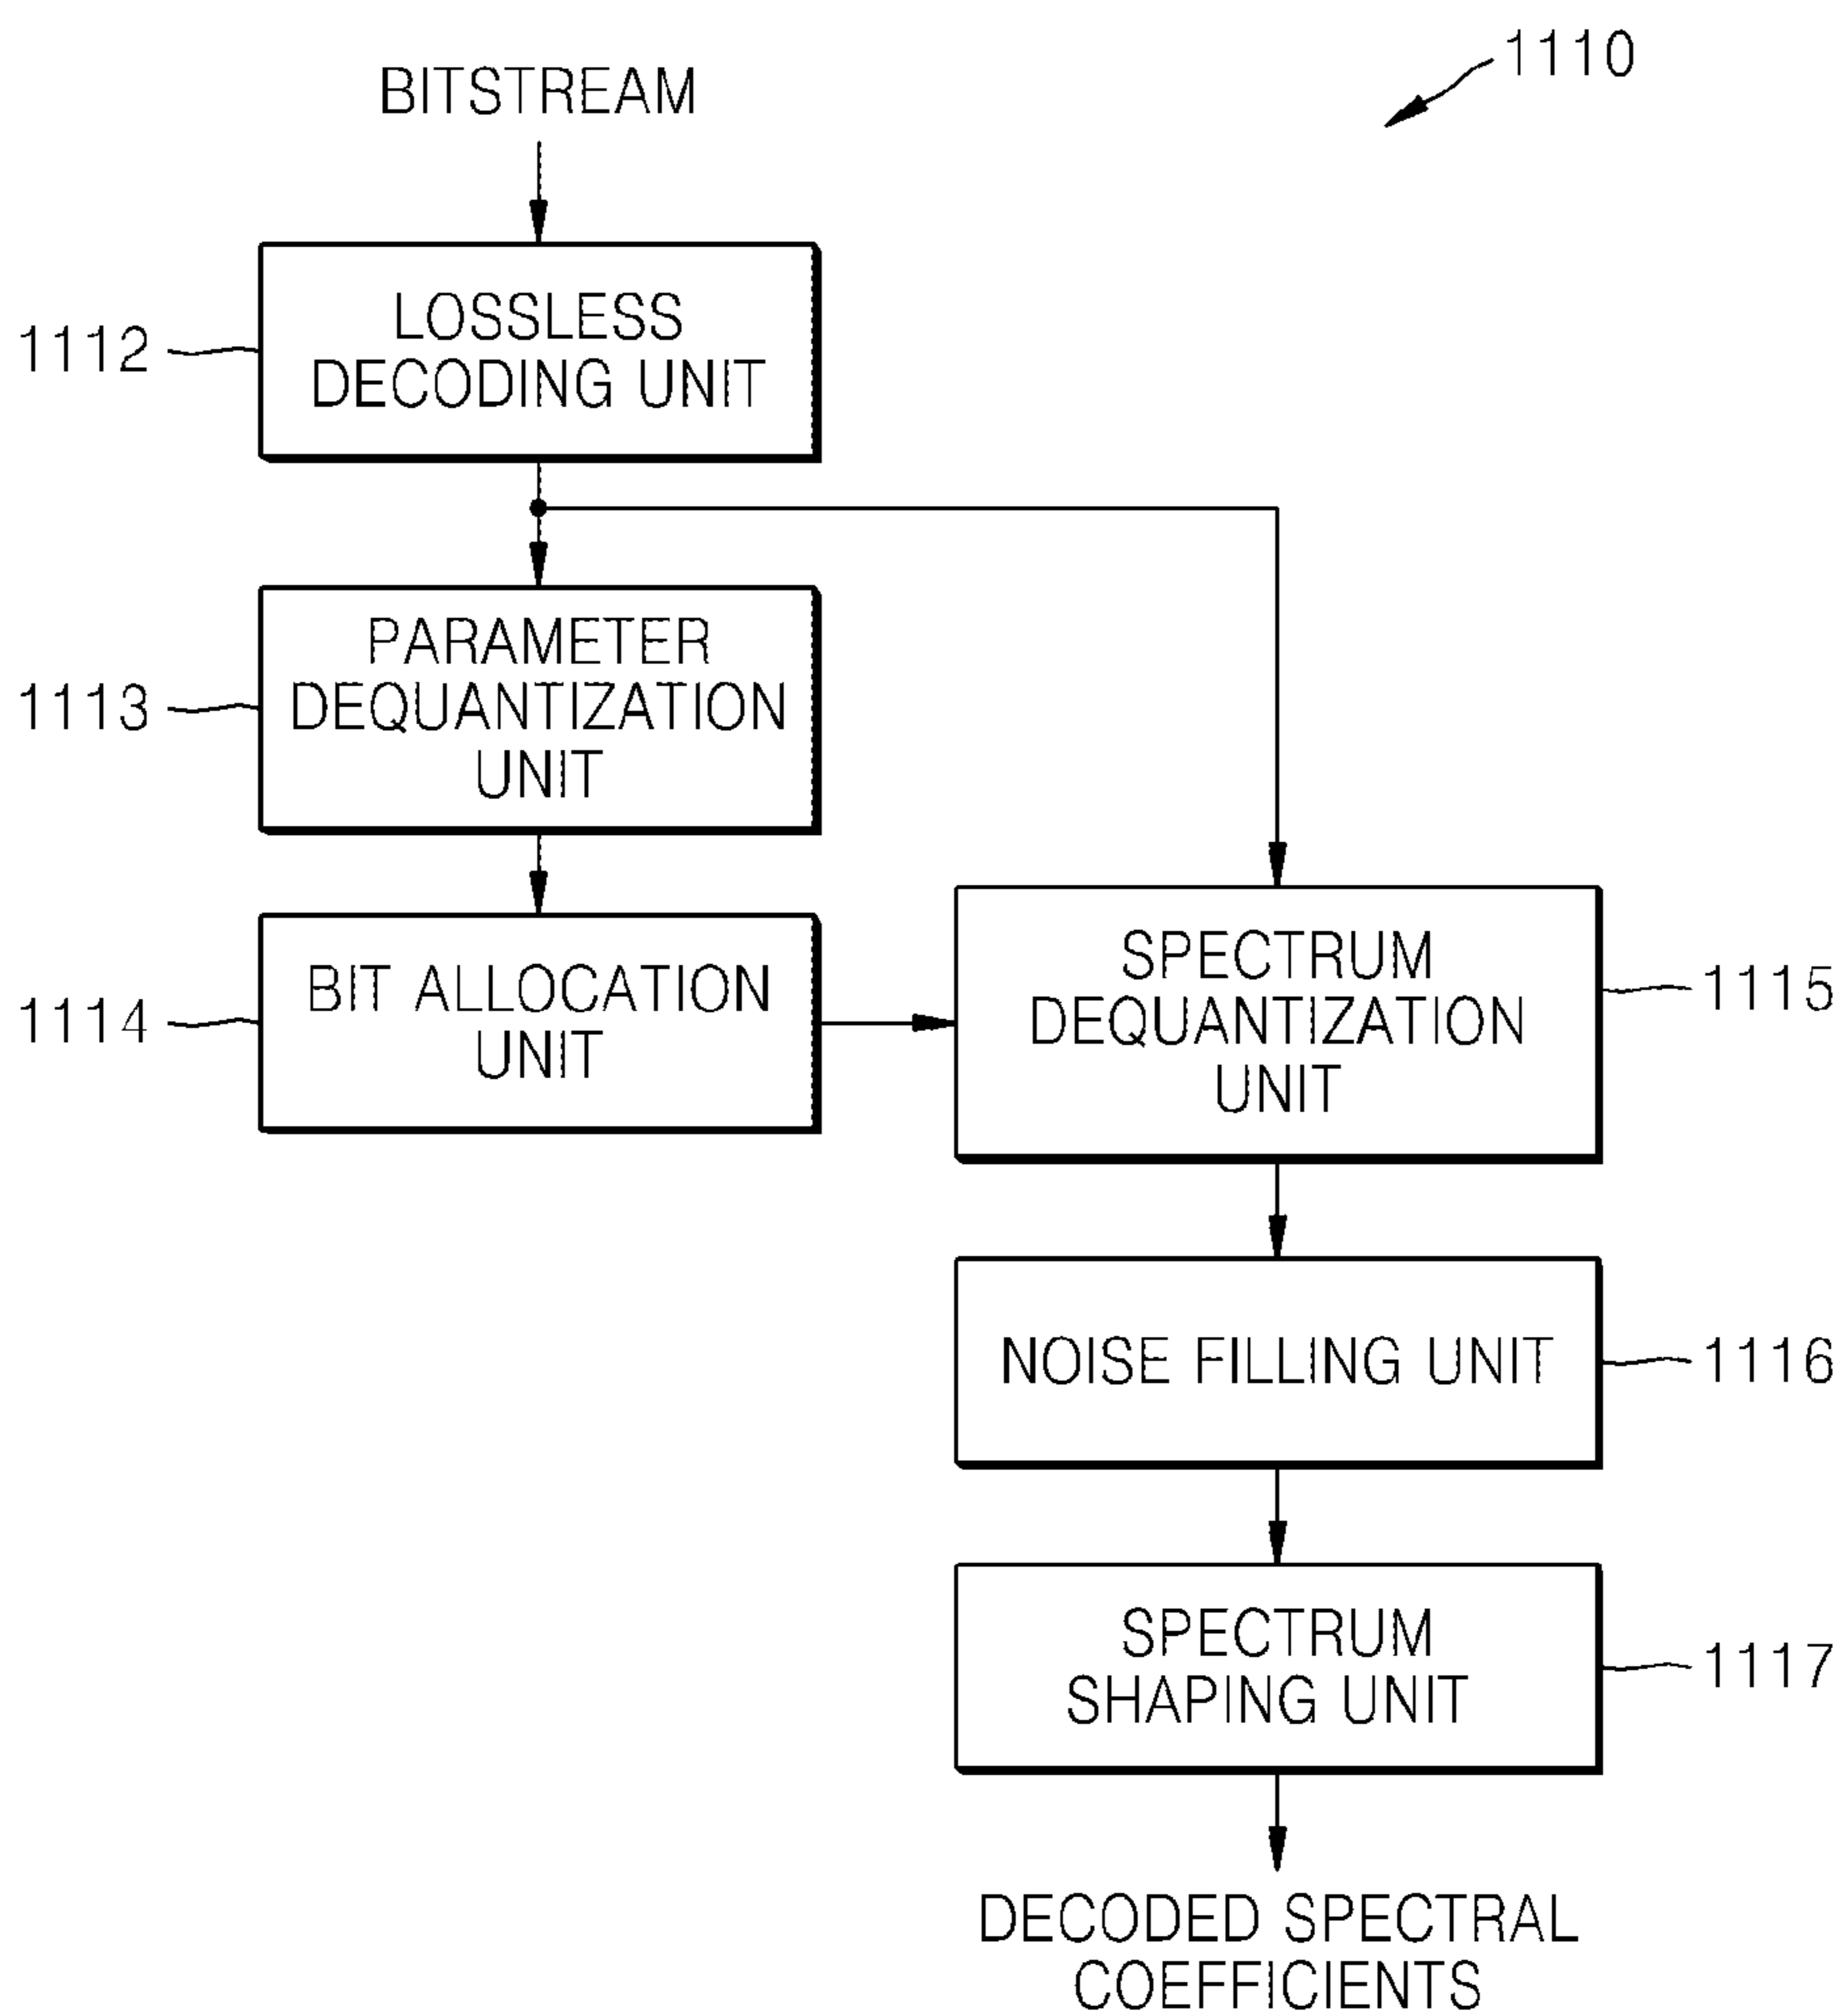 1110
BITSTREAM
1112
LOSSLESS
DECODING UNIT
1113
PARAMETER
DEQUANTIZATION
UNIT
1114
BIT ALLOCATION
UNIT
SPECTRUM
DEQUANTIZATION
UNIT
1115
NOISE FILLING UNIT
1116
SPECTRUM
SHAPING UNIT
1117
DECODED SPECTRAL
COEFFICIENTS